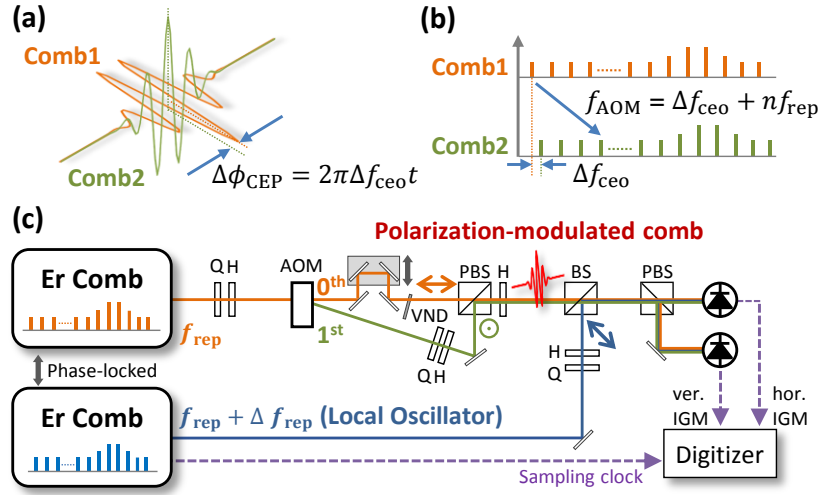 (a)
Comb1
Comb2
Δϕ_CEP = 2πΔf_ceo t
(b)
Comb1
f_AOM = Δf_ceo + nf_rep
Comb2
Δf_ceo
(c)
Polarization-modulated comb
Er Comb
f_rep
Q H
AOM
0th
1st
VND
Q H
PBS
H
BS
PBS
H
Q
Phase-locked
Er Comb
f_rep + Δ f_rep (Local Oscillator)
ver.
IGM
hor.
IGM
Digitizer
Sampling clock